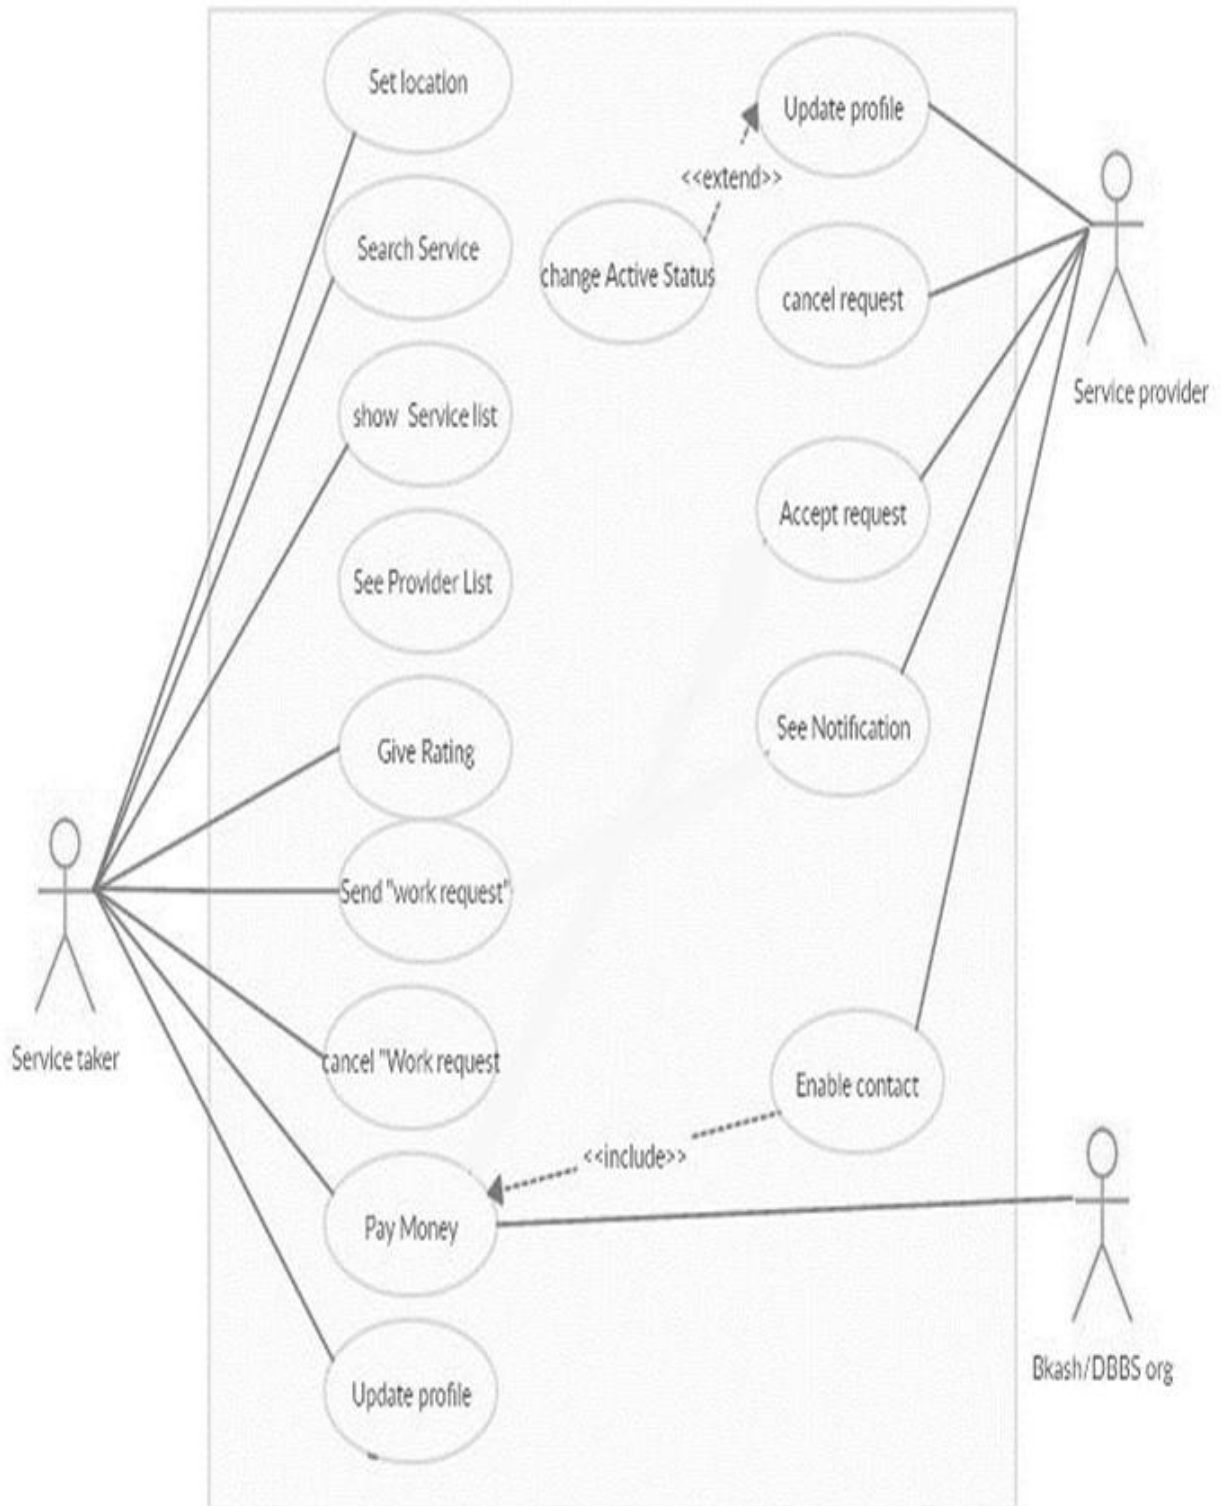 Set location
Update profile
<<extend>>
Search Service
change Active Status
cancel request
Service provider
show Service list
Accept request
See Provider List
See Notification
Give Rating
Send "work request"
Service taker
cancel "Work request
Enable contact
<<include>>
Pay Money
Bkash/DBBS org
Update profile